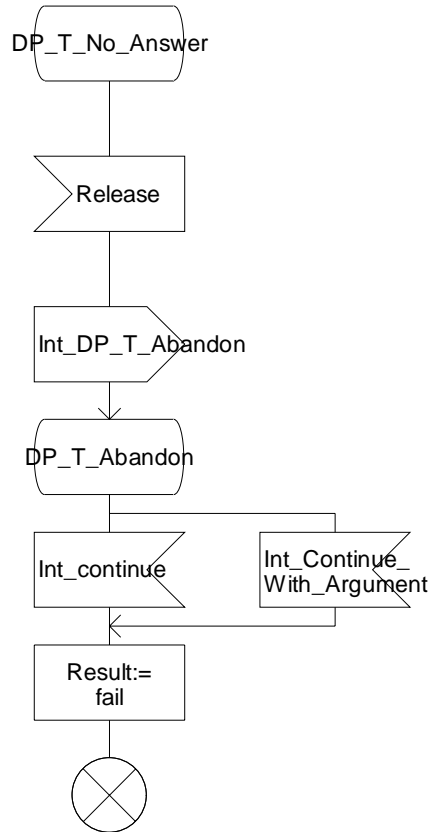 DP_T_No_Answer
Release
Int_DP_T_Abandon
DP_T_Abandon
Int_continue
Int_Continue_
With_Argument
Result:=
fail